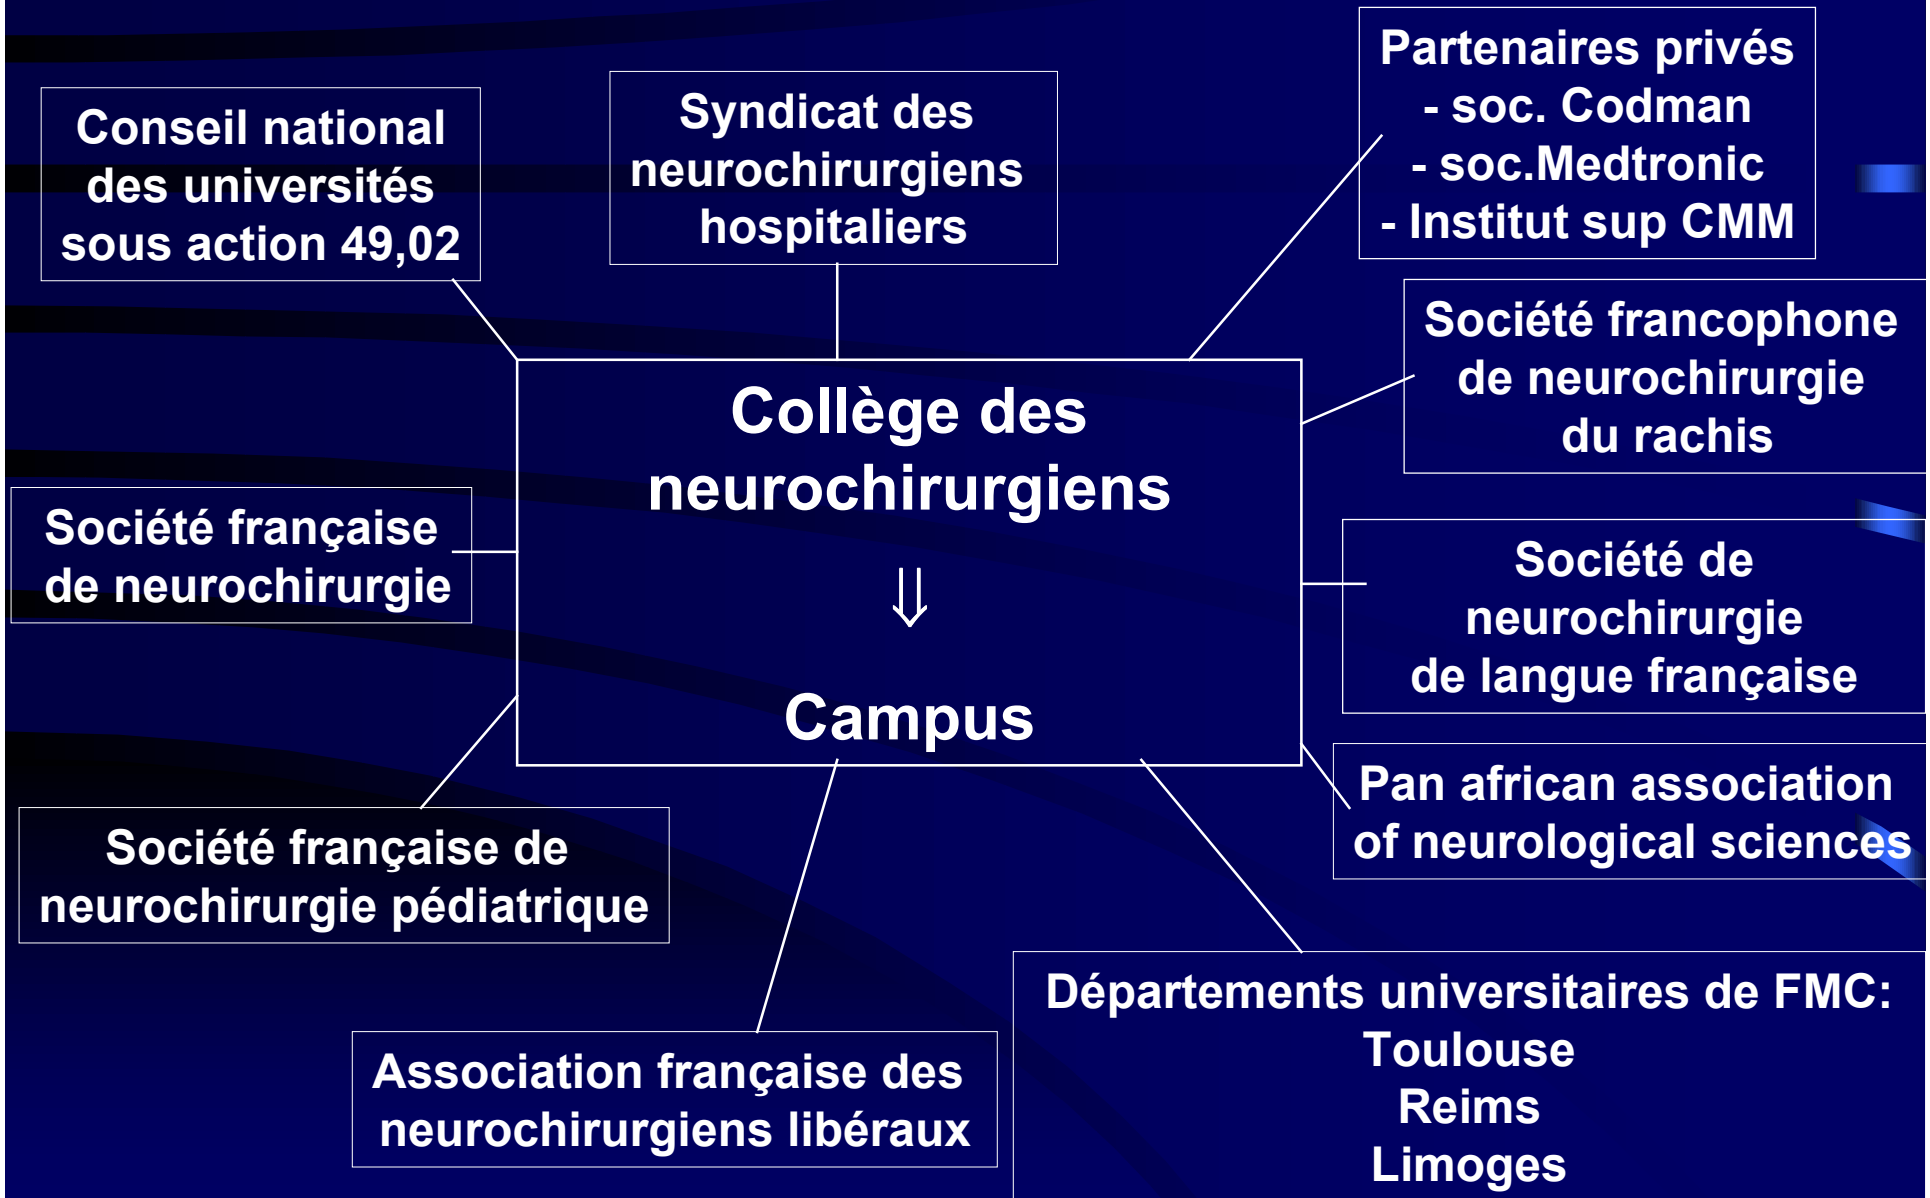 Conseil national
des universités
sous action 49,02
Syndicat des
neurochirurgiens
hospitaliers
Partenaires privés
- soc. Codman
- soc.Medtronic
- Institut sup CMM
Société francophone
de neurochirurgie
du rachis
Collège des
neurochirurgiens
⇓
Campus
Société française
de neurochirurgie
Société de
neurochirurgie
de langue française
Société française de
neurochirurgie pédiatrique
Pan african association
of neurological sciences
Association française des
neurochirurgiens libéraux
Départements universitaires de FMC:
Toulouse
Reims
Limoges